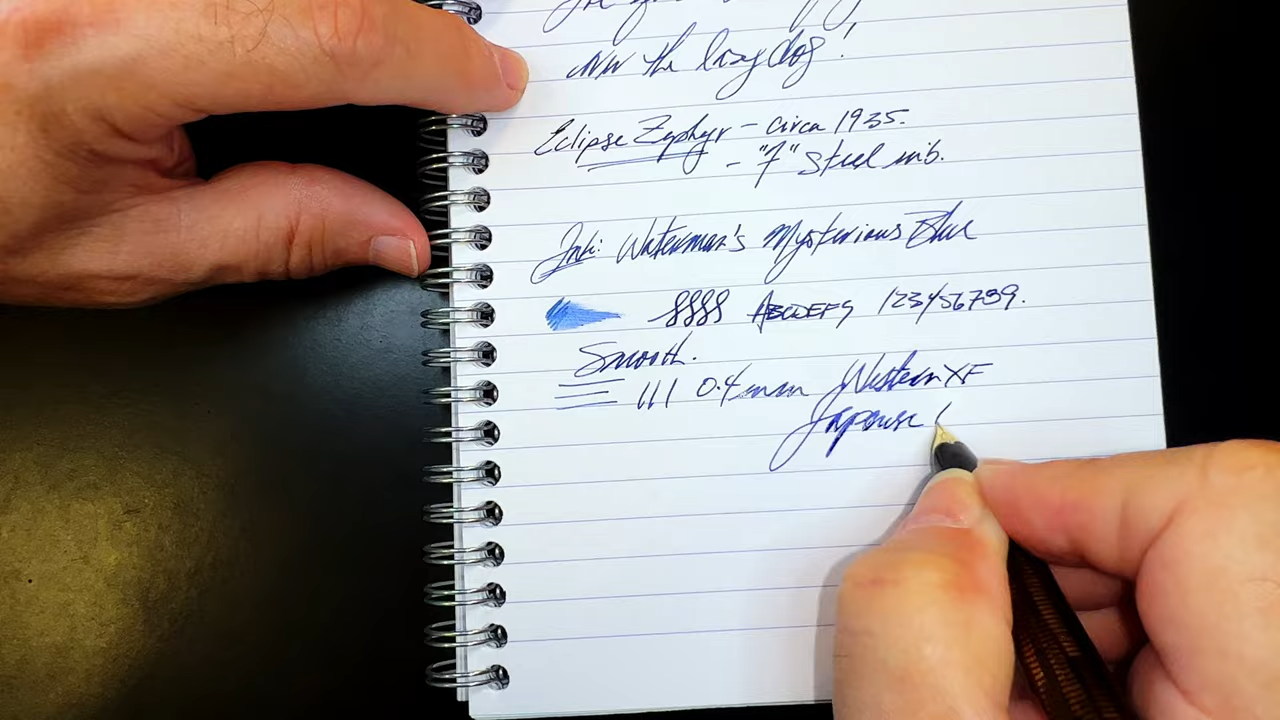 over the lazy dog!
Eclipse Zephyr - circa 1935.
- "7" Steel nib.
Ink: Waterman's Mysterious Blue
§§§§ ABCDEFG 123456789.
Smooth.
0.4mm Western XF
Japanese (